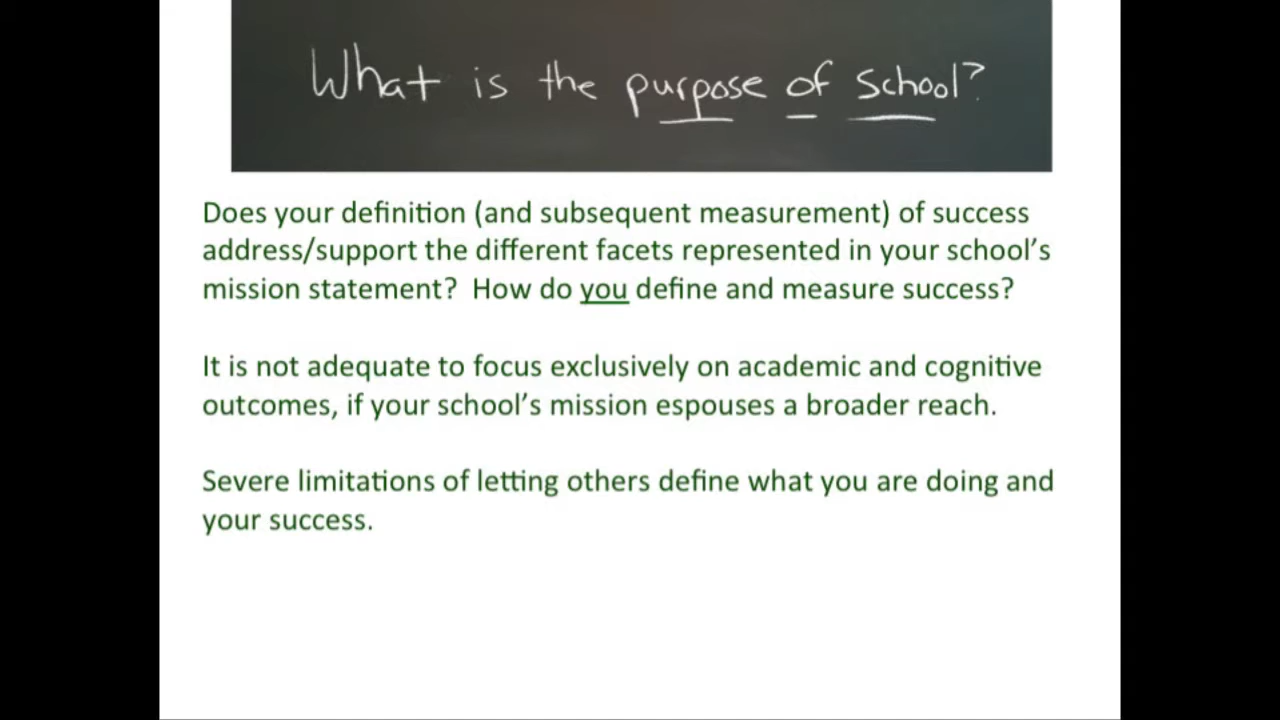 What is the purpose of school?
Does your definition (and subsequent measurement) of success
address/support the different facets represented in your school's
mission statement?  How do you define and measure success?
It is not adequate to focus exclusively on academic and cognitive
outcomes, if your school's mission espouses a broader reach.
Severe limitations of letting others define what you are doing and
your success.